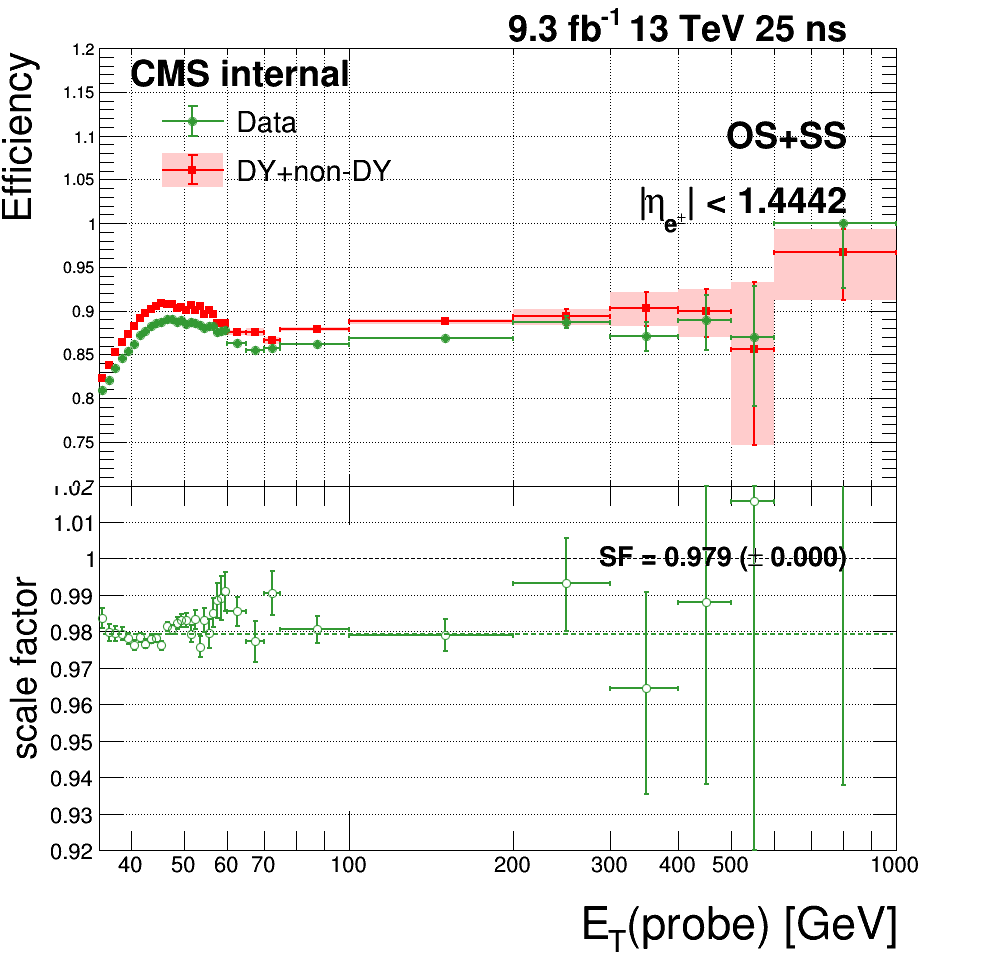 9.3 fb⁻¹ 13 TeV 25 ns
Efficiency
1.2
1.15
1.1
1.05
1
0.95
0.9
0.85
0.8
0.75
CMS internal
Data
DY+non-DY
OS+SS
|η_e±| < 1.4442
scale factor
1.02
1.01
1
0.99
0.98
0.97
0.96
0.95
0.94
0.93
0.92
SF = 0.979 (± 0.000)
40 50 60 70 100 200 300 400 500 1000
E_T(probe) [GeV]